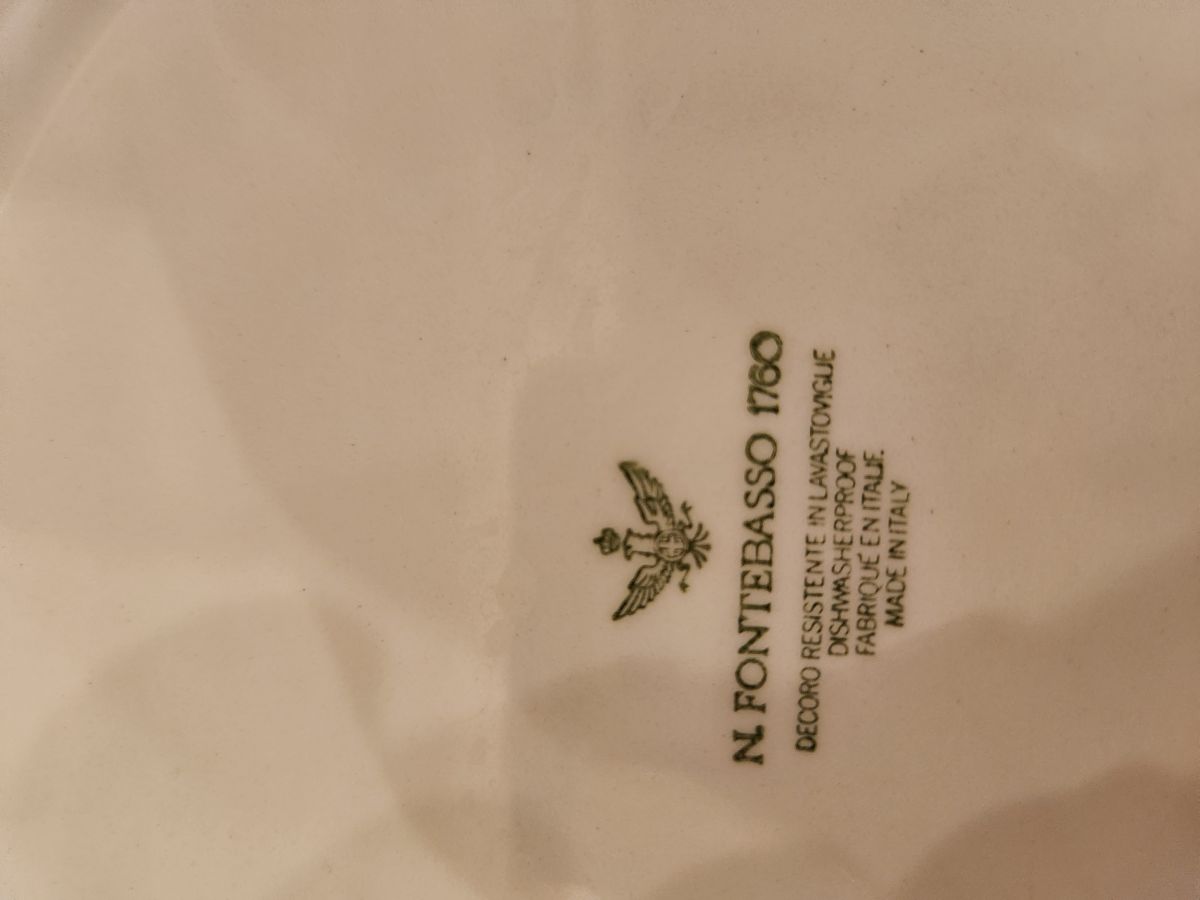 N. FONTEBASSO 1760
DECORO RESISTENTE IN LAVASTOVIGLIE
DISHWASHERPROOF
FABRIQUÉ EN ITALIE.
MADE IN ITALY